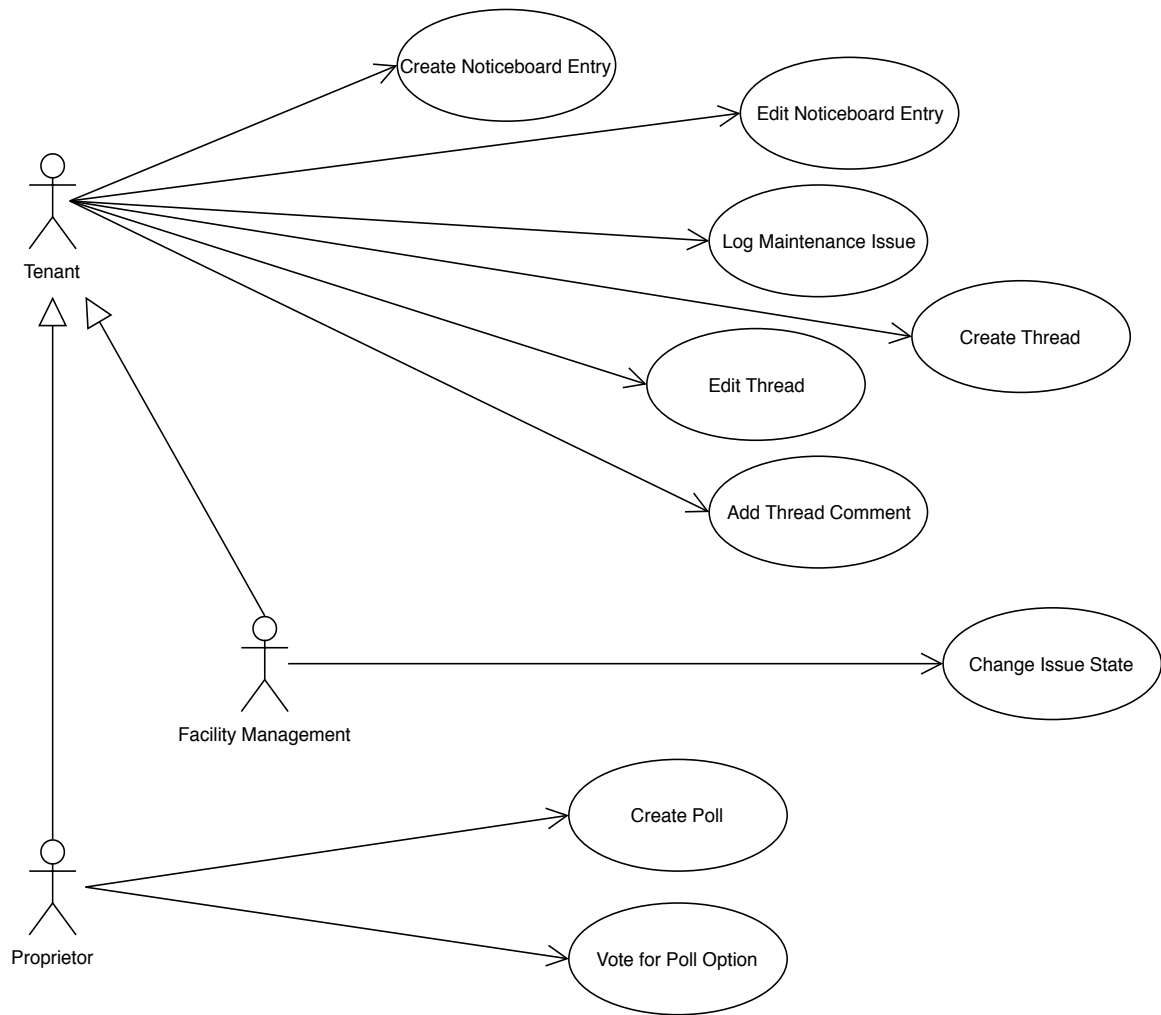 Create Noticeboard Entry
Edit Noticeboard Entry
Log Maintenance Issue
Tenant
Create Thread
Edit Thread
Add Thread Comment
Change Issue State
Facility Management
Create Poll
Proprietor
Vote for Poll Option